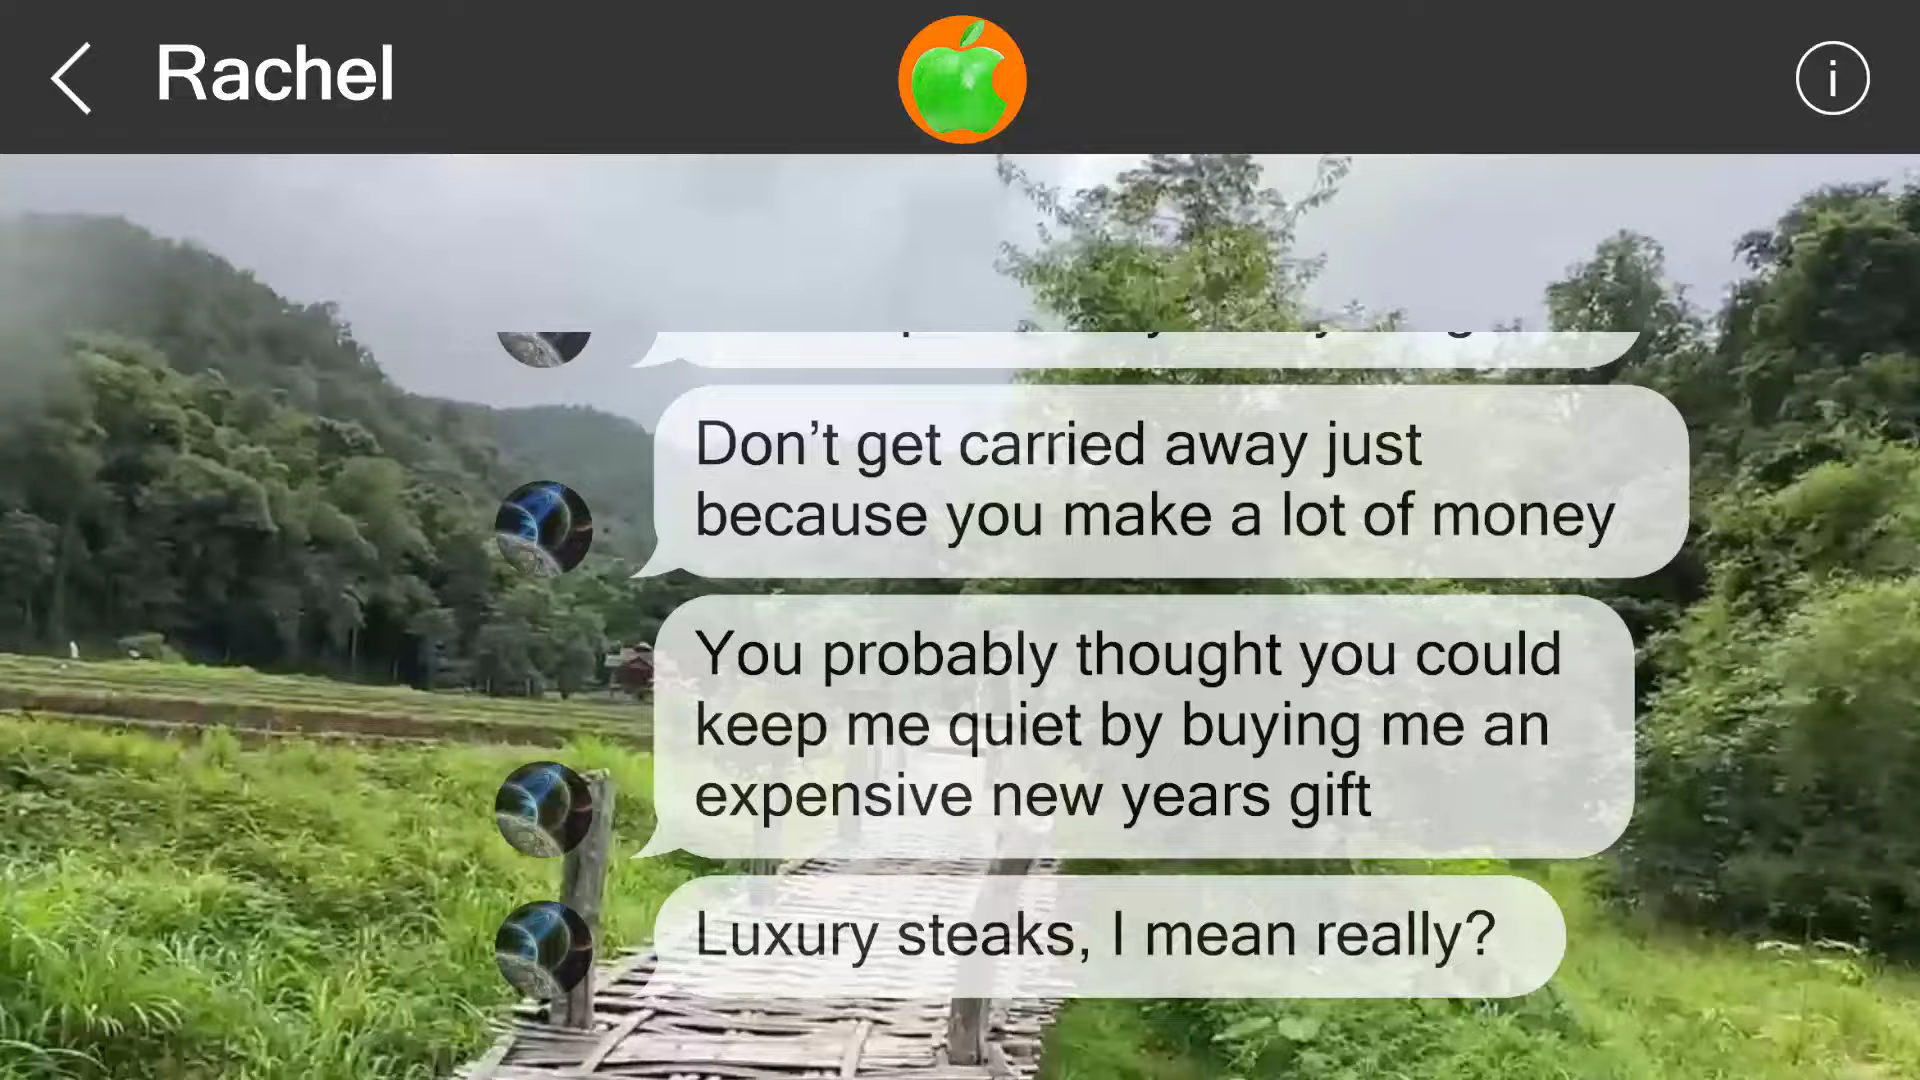 Rachel
Don’t get carried away just
because you make a lot of money
You probably thought you could
keep me quiet by buying me an
expensive new years gift
Luxury steaks, I mean really?